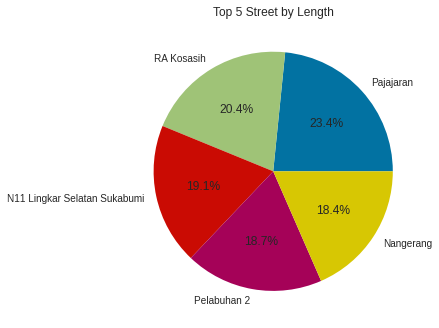 Top 5 Street by Length
RA Kosasih
Pajajaran
20.4%
23.4%
N11 Lingkar Selatan Sukabumi
19.1%
18.4%
18.7%
Nangerang
Pelabuhan 2